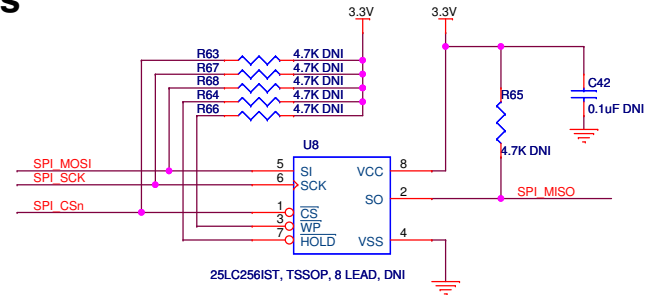 s
3.3V 3.3V
R63 4.7K DNI
R67 4.7K DNI
R68 4.7K DNI
R64 4.7K DNI
R66 4.7K DNI
R65
4.7K DNI
C42
0.1uF DNI
U8
SPI_MOSI 5 SI VCC 8
SPI_SCK 6 SCK
SO 2 SPI_MISO
SPI_CSn 1 CS
3 WP
7 HOLD VSS 4
25LC256IST, TSSOP, 8 LEAD, DNI